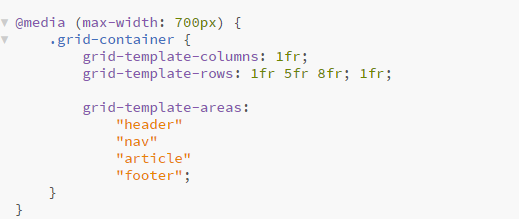 @media (max-width: 700px) {
.grid-container {
grid-template-columns: 1fr;
grid-template-rows: 1fr 5fr 8fr; 1fr;
grid-template-areas:
"header"
"nav"
"article"
"footer";
}
}